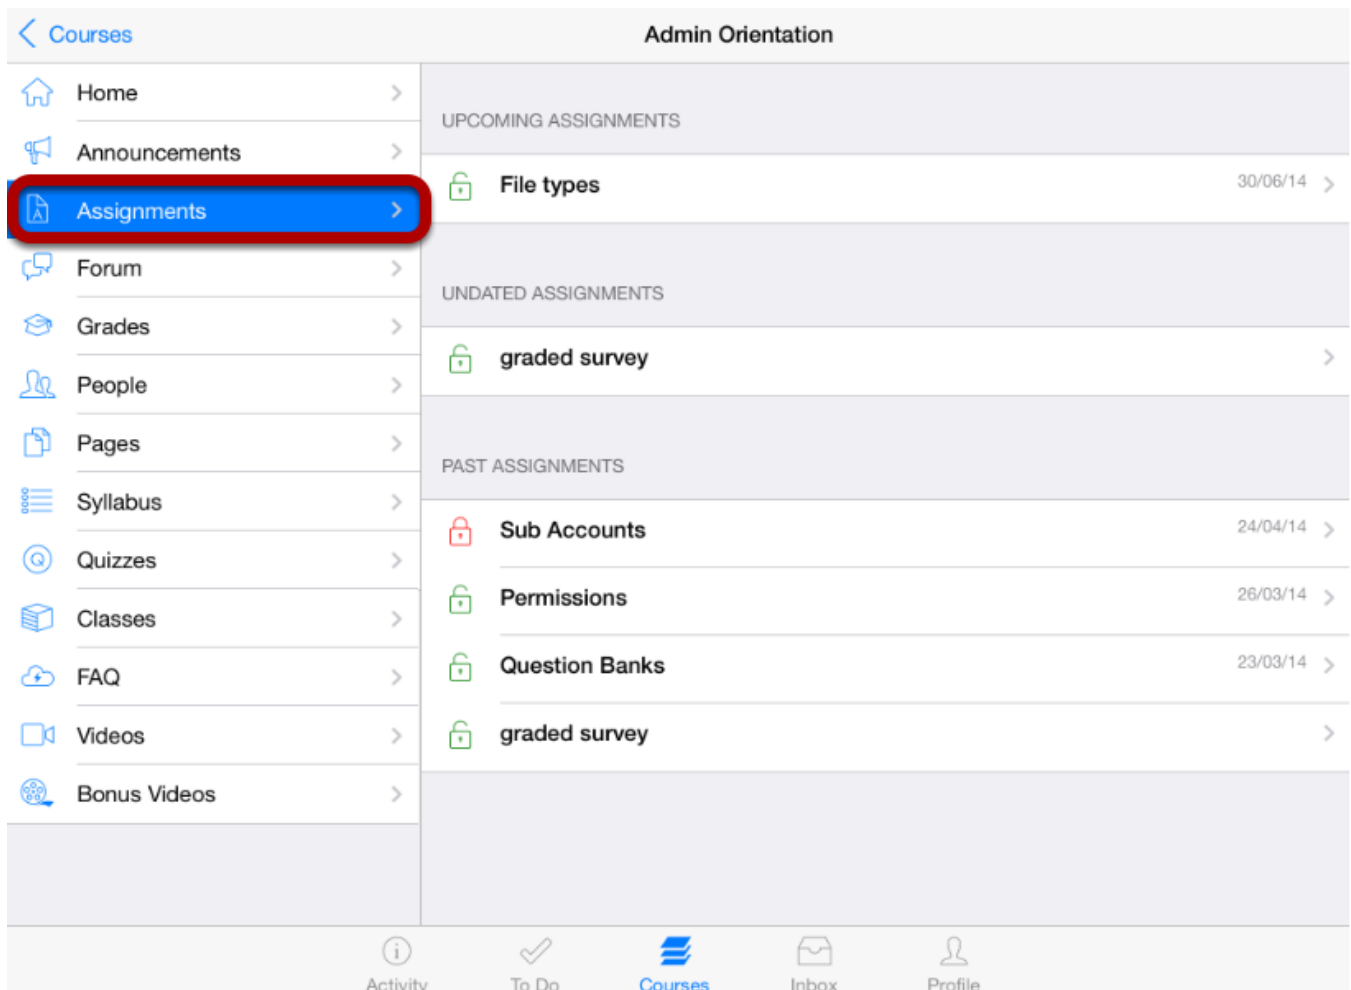 Courses
Admin Orientation
Home
Announcements
Assignments
Forum
Grades
People
Pages
Syllabus
Quizzes
Classes
FAQ
Videos
Bonus Videos
UPCOMING ASSIGNMENTS
File types 30/06/14
UNDATED ASSIGNMENTS
graded survey
PAST ASSIGNMENTS
Sub Accounts 24/04/14
Permissions 26/03/14
Question Banks 23/03/14
graded survey
Activity To Do Courses Inbox Profile